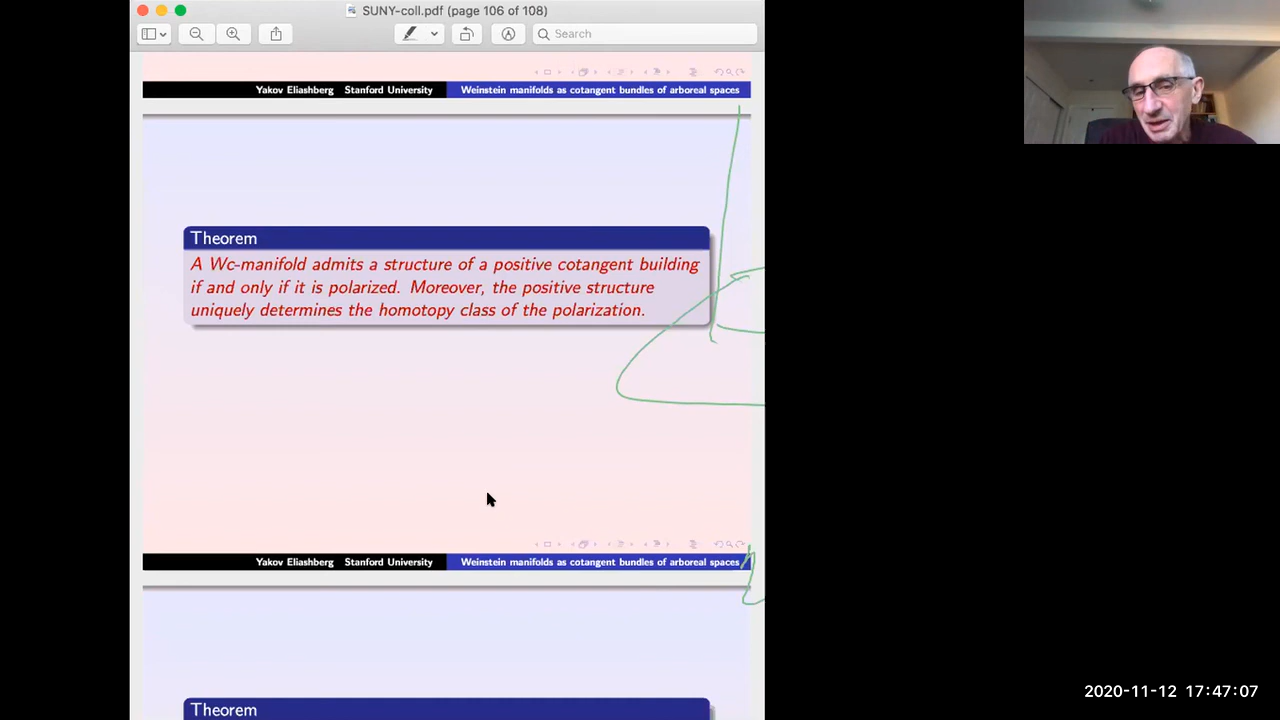 SUNY-coll.pdf (page 106 of 108)
Search
Yakov Eliashberg Stanford University Weinstein manifolds as cotangent bundles of arboreal spaces
Theorem
A Wc-manifold admits a structure of a positive cotangent building
if and only if it is polarized. Moreover, the positive structure
uniquely determines the homotopy class of the polarization.
Yakov Eliashberg Stanford University Weinstein manifolds as cotangent bundles of arboreal spaces
Theorem
2020-11-12 17:47:07